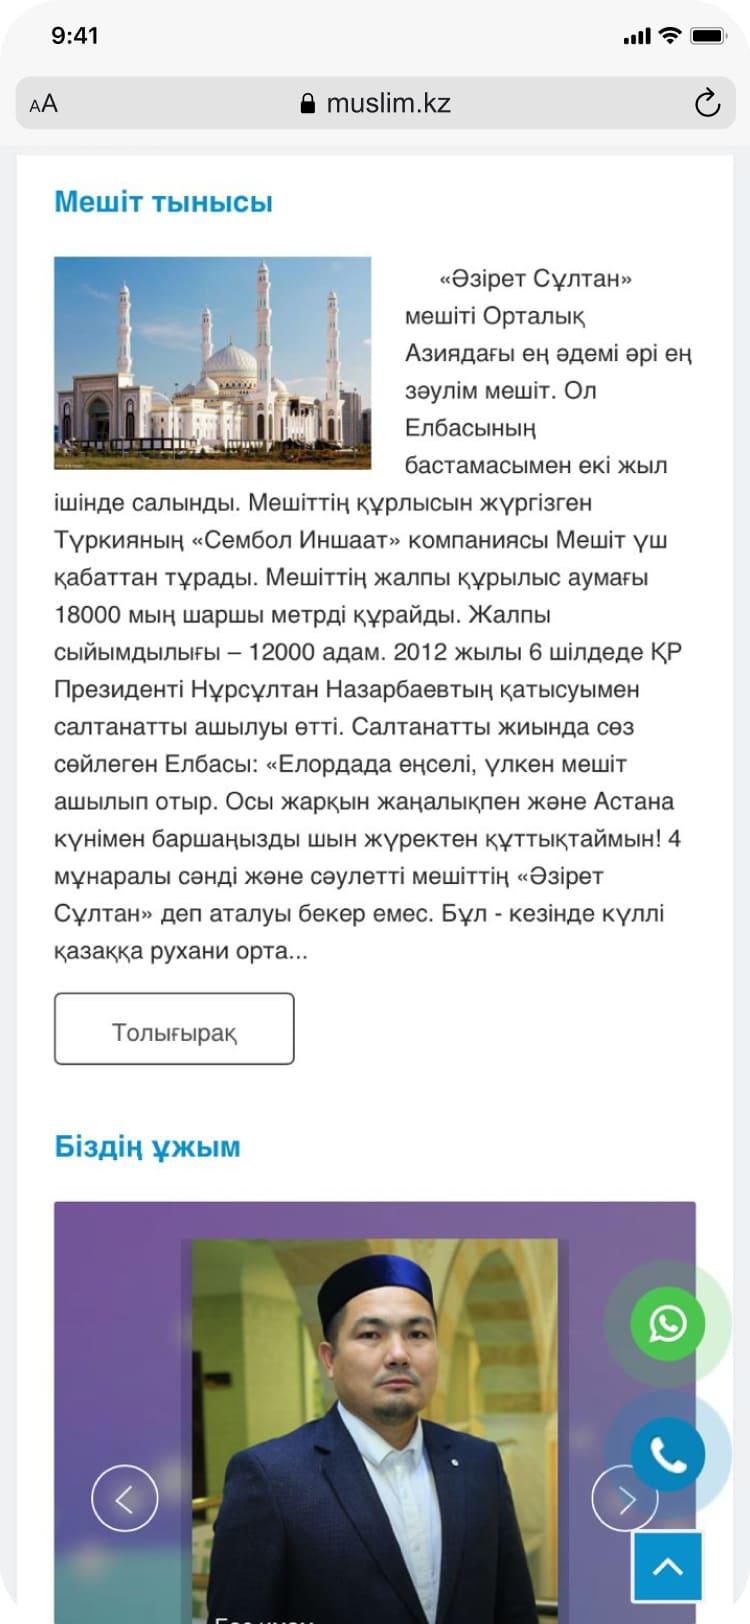 9:41
AA
muslim.kz
Мешіт тынысы
«Әзірет Сұлтан»
мешіті Орталық
Азиядағы ең әдемі әрі ең
зәулім мешіт. Ол
Елбасының
бастамасымен екі жыл
ішінде салынды. Мешіттің құрлысын жүргізген
Түркияның «Сембол Иншаат» компаниясы Мешіт үш
қабаттан тұрады. Мешіттің жалпы құрылыс аумағы
18000 мың шаршы метрді құрайды. Жалпы
сыйымдылығы – 12000 адам. 2012 жылы 6 шілдеде ҚР
Президенті Нұрсұлтан Назарбаевтың қатысуымен
салтанатты ашылуы өтті. Салтанатты жиында сөз
сөйлеген Елбасы: «Елордада еңселі, үлкен мешіт
ашылып отыр. Осы жарқын жаңалықпен және Астана
күнімен баршаңызды шын жүректен құттықтаймын! 4
мұнаралы сәнді және сәулетті мешіттің «Әзірет
Сұлтан» деп аталуы бекер емес. Бұл - кезінде күллі
қазаққа рухани орта...
Толығырақ
Біздің ұжым